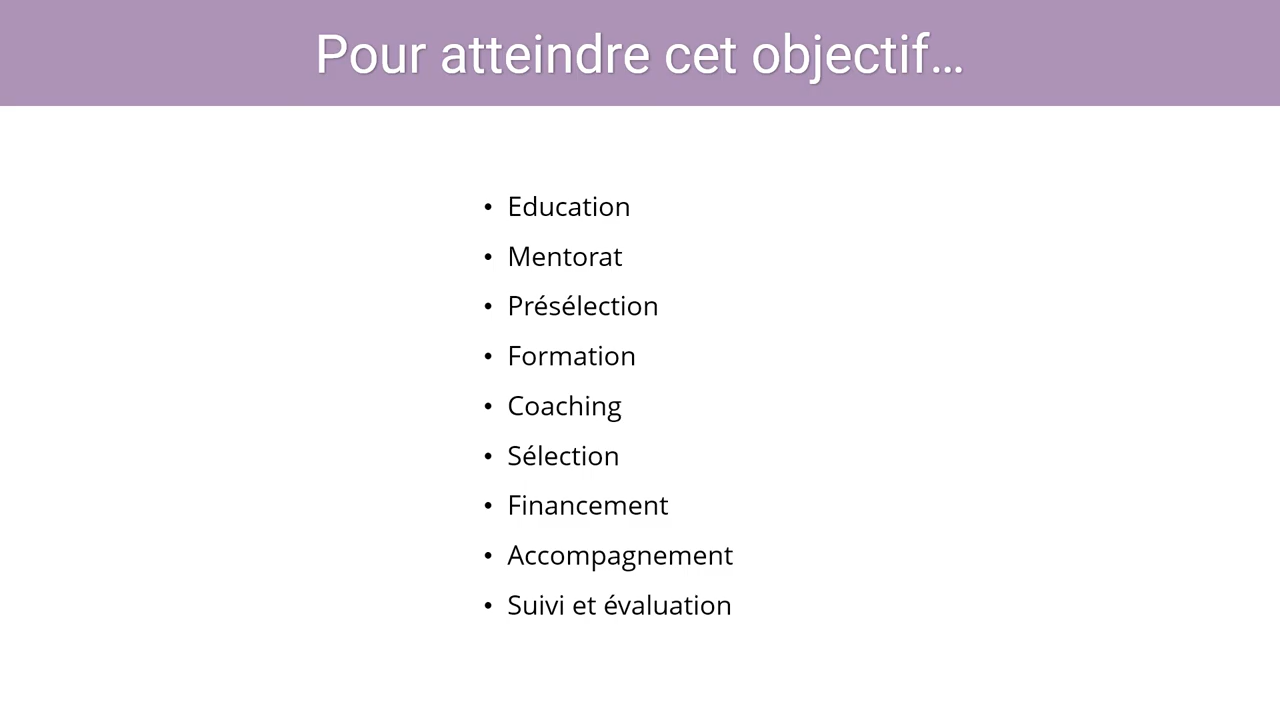 Pour atteindre cet objectif…
• Education
• Mentorat
• Présélection
• Formation
• Coaching
• Sélection
• Financement
• Accompagnement
• Suivi et évaluation